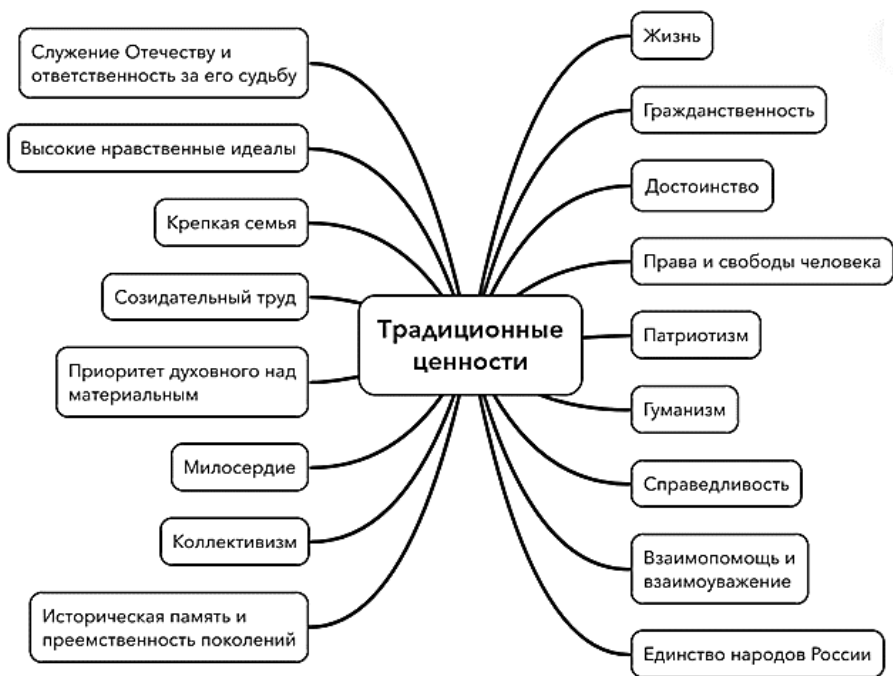 Служение Отечеству и
ответственность за его судьбу
Высокие нравственные идеалы
Крепкая семья
Созидательный труд
Приоритет духовного над
материальным
Милосердие
Коллективизм
Историческая память и
преемственность поколений
Традиционные
ценности
Жизнь
Гражданственность
Достоинство
Права и свободы человека
Патриотизм
Гуманизм
Справедливость
Взаимопомощь и
взаимоуважение
Единство народов России